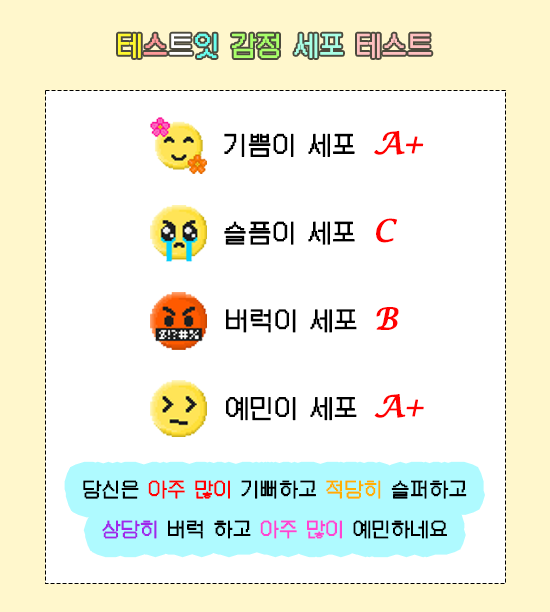 테스트잇 감정 세포 테스트
기쁨이 세포 A+
슬픔이 세포 C
버럭이 세포 B
$!?#%
예민이 세포 A+
당신은 아주 많이 기뻐하고 적당히 슬퍼하고
상당히 버럭 하고 아주 많이 예민하네요